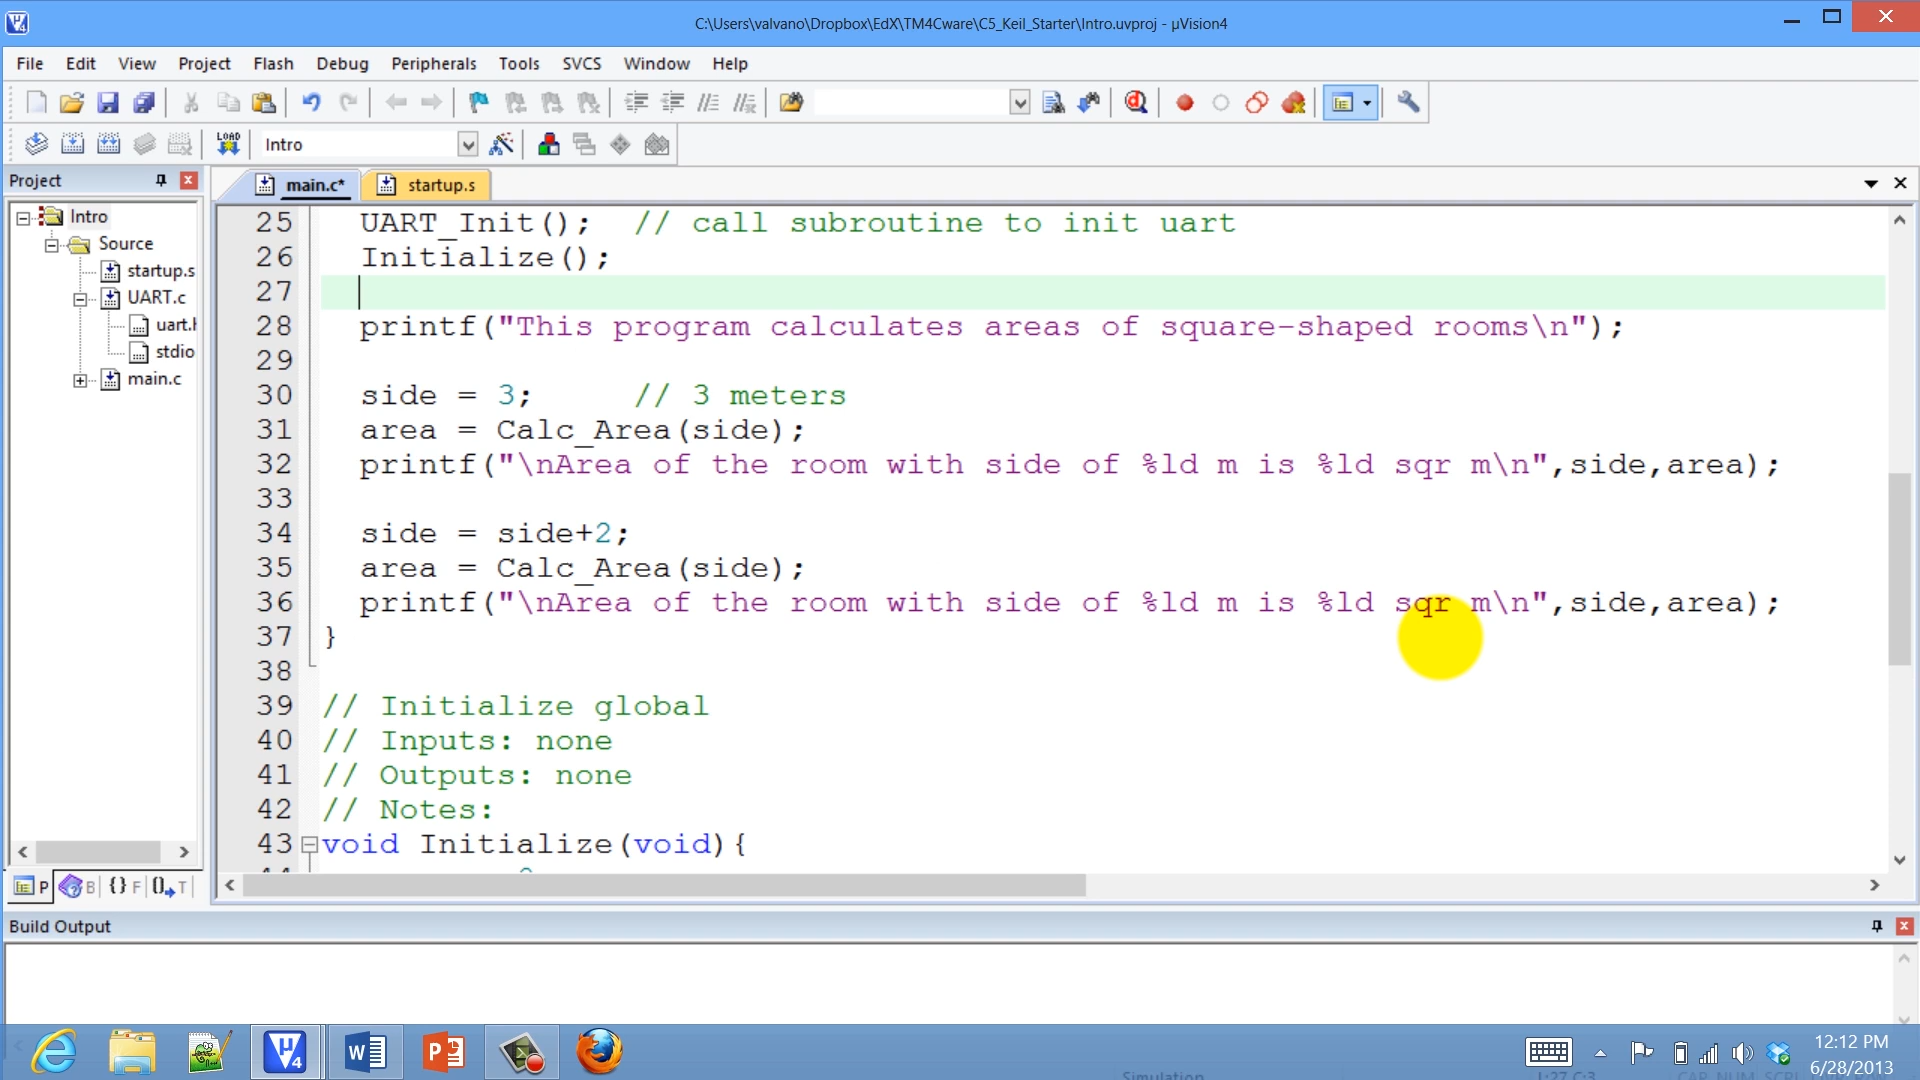 C:\Users\valvano\Dropbox\EdX\TM4Cware\C5_Keil_Starter\Intro.uvproj - µVision4
File Edit View Project Flash Debug Peripherals Tools SVCS Window Help
LOAD Intro
Project
main.c* startup.s
Intro
Source
startup.s
UART.c
uart.h
stdio
main.c
25 UART_Init(); // call subroutine to init uart
26 Initialize();
27
28 printf("This program calculates areas of square-shaped rooms\n");
29
30 side = 3; // 3 meters
31 area = Calc_Area(side);
32 printf("\nArea of the room with side of %ld m is %ld sqr m\n",side,area);
33
34 side = side+2;
35 area = Calc_Area(side);
36 printf("\nArea of the room with side of %ld m is %ld sqr m\n",side,area);
37 }
38
39 // Initialize global
40 // Inputs: none
41 // Outputs: none
42 // Notes:
43 void Initialize(void){
P B {} F T
Build Output
12:12 PM
6/28/2013